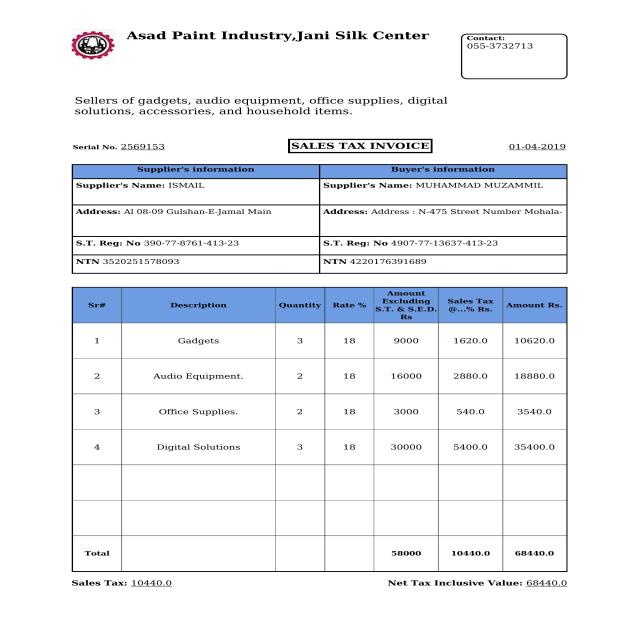 Asad Paint Industry,Jani Silk Center
Contact:
055-3732713
Sellers of gadgets, audio equipment, office supplies, digital
solutions, accessories, and household items.
Serial No. 2569153 SALES TAX INVOICE 01-04-2019
Supplier's information Buyer's information
Supplier's Name: ISMAIL Supplier's Name: MUHAMMAD MUZAMMIL
Address: Al 08-09 Gulshan-E-Jamal Main Address: Address : N-475 Street Number Mohala-
S.T. Reg: No 390-77-8761-413-23 S.T. Reg: No 4907-77-13637-413-23
NTN 3520251578093 NTN 4220176391689
Sr# Description Quantity Rate % Amount Excluding S.T. & S.E.D. Rs Sales Tax @...% Rs. Amount Rs.
1 Gadgets 3 18 9000 1620.0 10620.0
2 Audio Equipment. 2 18 16000 2880.0 18880.0
3 Office Supplies. 2 18 3000 540.0 3540.0
4 Digital Solutions 3 18 30000 5400.0 35400.0
Total 58000 10440.0 68440.0
Sales Tax: 10440.0 Net Tax Inclusive Value: 68440.0